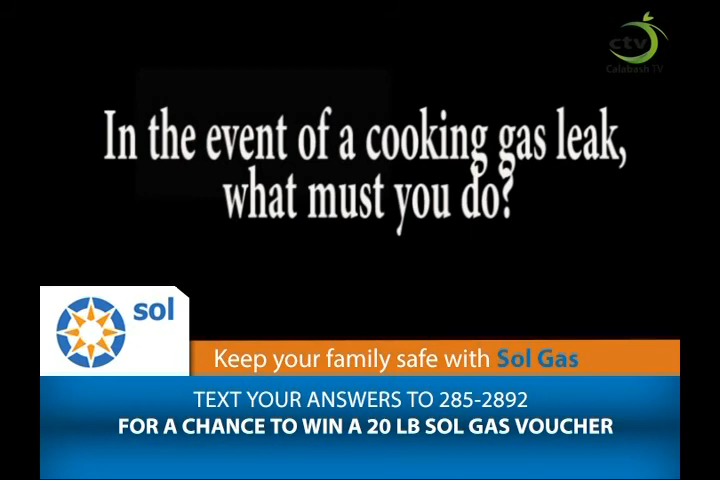 ctv
Calabash TV
In the event of a cooking gas leak,
what must you do?
sol
Keep your family safe with Sol Gas
TEXT YOUR ANSWERS TO 285-2892
FOR A CHANCE TO WIN A 20 LB SOL GAS VOUCHER